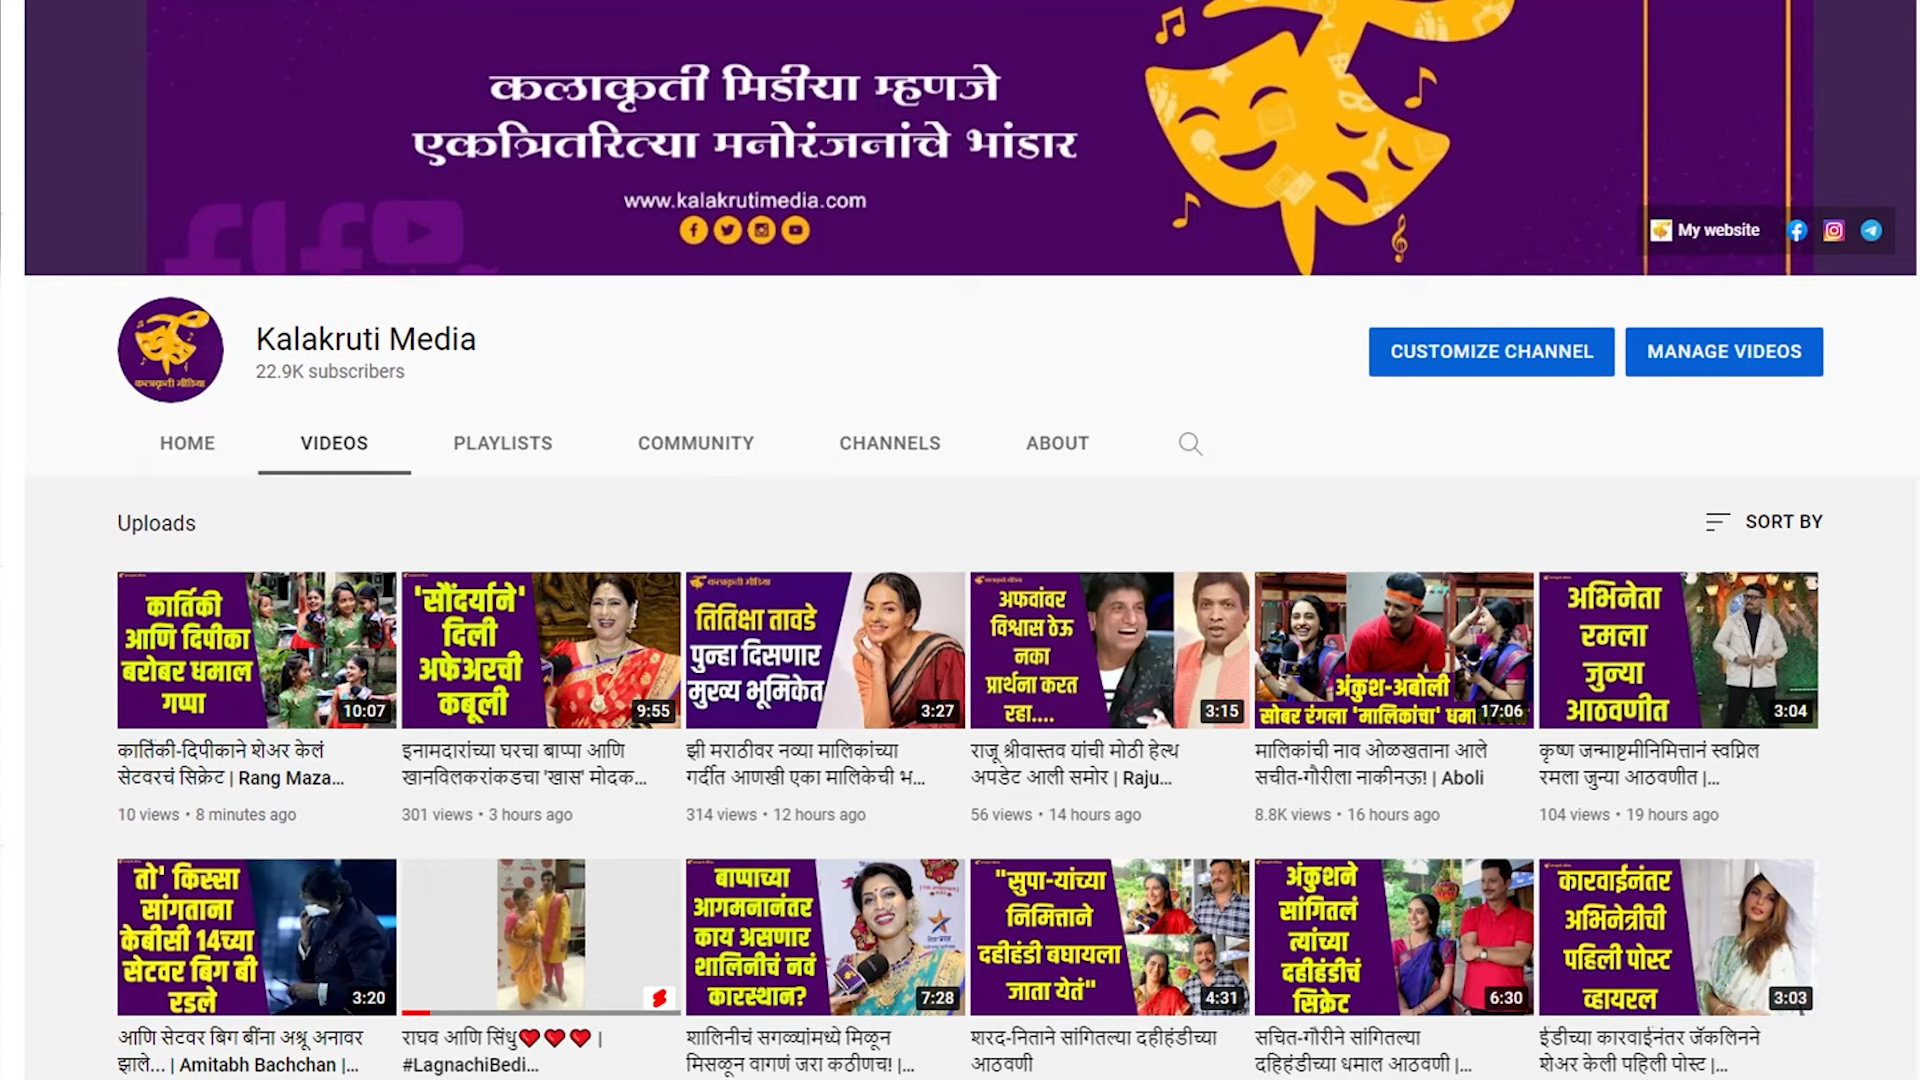 कलाकृती मिडीया म्हणजे
एकत्रितरित्या मनोरंजनांचे भांडार
www.kalakrutimedia.com
My website
कलाकृती मीडिया
Kalakruti Media
22.9K subscribers
CUSTOMIZE CHANNEL
MANAGE VIDEOS
HOME
VIDEOS
PLAYLISTS
COMMUNITY
CHANNELS
ABOUT
Uploads
SORT BY
कार्तिकी
आणि दिपीका
बरोबर धमाल
गप्पा
10:07
कार्तिकी-दिपीकाने शेअर केलं
सेटवरचं सिक्रेट | Rang Maza...
10 views • 8 minutes ago
'सौंदर्याने'
दिली
अफेअरची
कबूली
9:55
इनामदारांच्या घरचा बाप्पा आणि
खानविलकरांकडचा 'खास' मोदक...
301 views • 3 hours ago
कलाकृती मीडिया
तितिक्षा तावडे
पुन्हा दिसणार
मुख्य भूमिकेत
3:27
झी मराठीवर नव्या मालिकांच्या
गर्दीत आणखी एका मालिकेची भ...
314 views • 12 hours ago
कलाकृती मीडिया
अफवांवर
विश्वास ठेऊ
नका
प्रार्थना करत
रहा....
3:15
राजू श्रीवास्तव यांची मोठी हेल्थ
अपडेट आली समोर | Raju...
56 views • 14 hours ago
अंकुश-अबोली
सोबर रंगला 'मालिकांचा'
17:06
मालिकांची नाव ओळखताना आले
सचीत-गौरीला नाकीनऊ! | Aboli
8.8K views • 16 hours ago
अभिनेता
रमला
जुन्या
आठवणीत
3:04
कृष्ण जन्माष्टमीनिमित्तानं स्वप्निल
रमला जुन्या आठवणीत |...
104 views • 19 hours ago
तो' किस्सा
सांगताना
केबीसी 14च्या
सेटवर बिग बी
रडले
3:20
आणि सेटवर बिग बींना अश्रू अनावर
झाले... | Amitabh Bachchan |...
राघव आणि सिंधु❤❤❤ |
#LagnachiBedi...
बाप्पाच्या
आगमनानंतर
काय असणार
शालिनीचं नवं
कारस्थान?
7:28
शालिनीचं सगळ्यांमध्ये मिळून
मिसळून वागणं जरा कठीणच! |...
"सुपा-यांच्या
निमित्ताने
दहीहंडी बघायला
जाता येतं"
4:31
शरद-निताने सांगितल्या दहीहंडीच्या
आठवणी
अंकुशने
सांगितलं
त्यांच्या
दहीहंडीचं
सिक्रेट
6:30
सचित-गौरीने सांगितल्या
दहिहंडीच्या धमाल आठवणी |...
कारवाईनंतर
अभिनेत्रीची
पहिली पोस्ट
व्हायरल
3:03
ईडीच्या कारवाईनंतर जॅकलिनने
शेअर केली पहिली पोस्ट |...